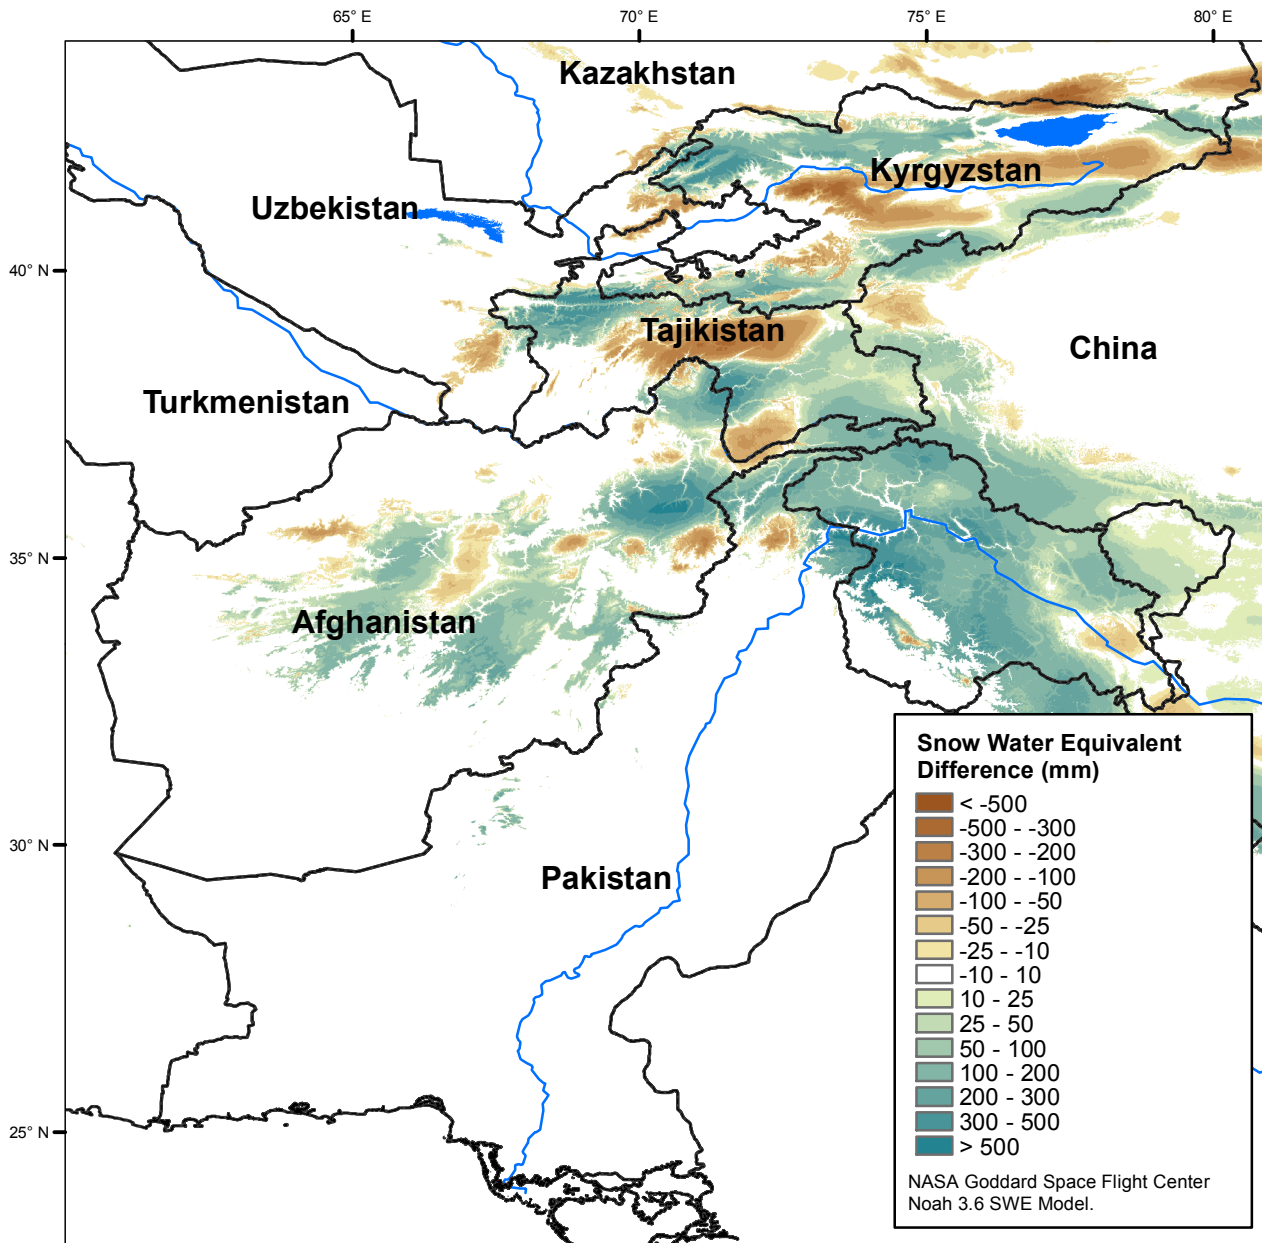 65° E
70° E
75° E
80° E
Kazakhstan
Kyrgyzstan
Uzbekistan
40° N
Tajikistan
China
Turkmenistan
35° N
Afghanistan
Snow Water Equivalent
Difference (mm)
< -500
-500 - -300
-300 - -200
-200 - -100
-100 - -50
-50 - -25
-25 - -10
-10 - 10
10 - 25
25 - 50
50 - 100
100 - 200
200 - 300
300 - 500
> 500
30° N
Pakistan
25° N
NASA Goddard Space Flight Center
Noah 3.6 SWE Model.